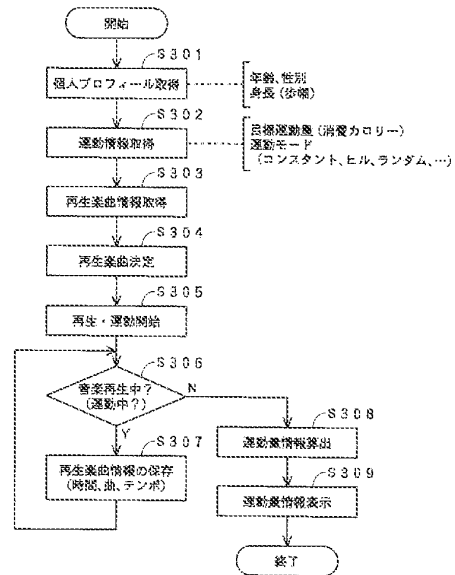 開始
S301
個人プロフィール取得
年齢、性別
身長(歩幅)
S302
運動情報取得
目標運動量(消費カロリー)
運動モード
(コンスタント、ヒル、ランダム、…)
S303
再生楽曲情報取得
S304
再生楽曲決定
S305
再生・運動開始
S306
音楽再生中?
(運動中?)
N
Y
S307
再生楽曲情報の保存
(時間、曲、テンポ)
S308
運動量情報算出
S309
運動量情報表示
終了